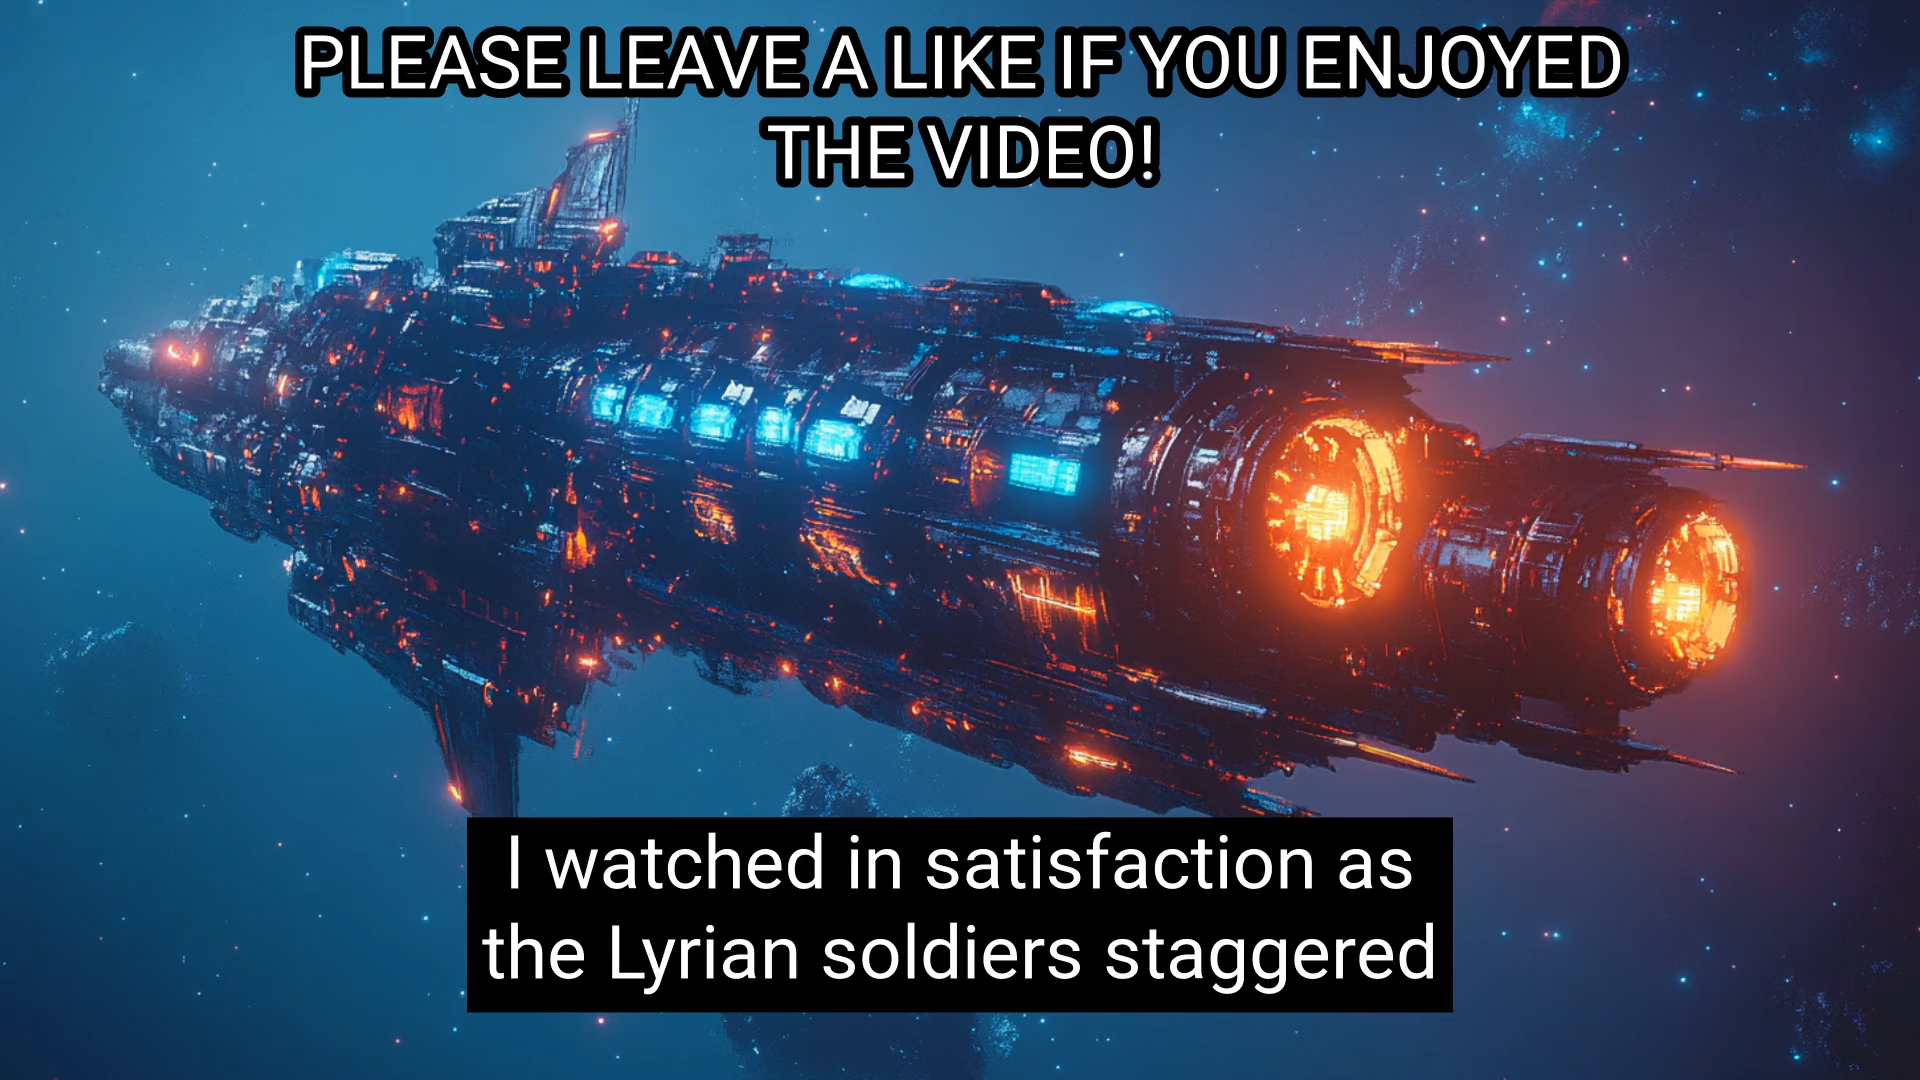 PLEASE LEAVE A LIKE IF YOU ENJOYED
THE VIDEO!
I watched in satisfaction as
the Lyrian soldiers staggered